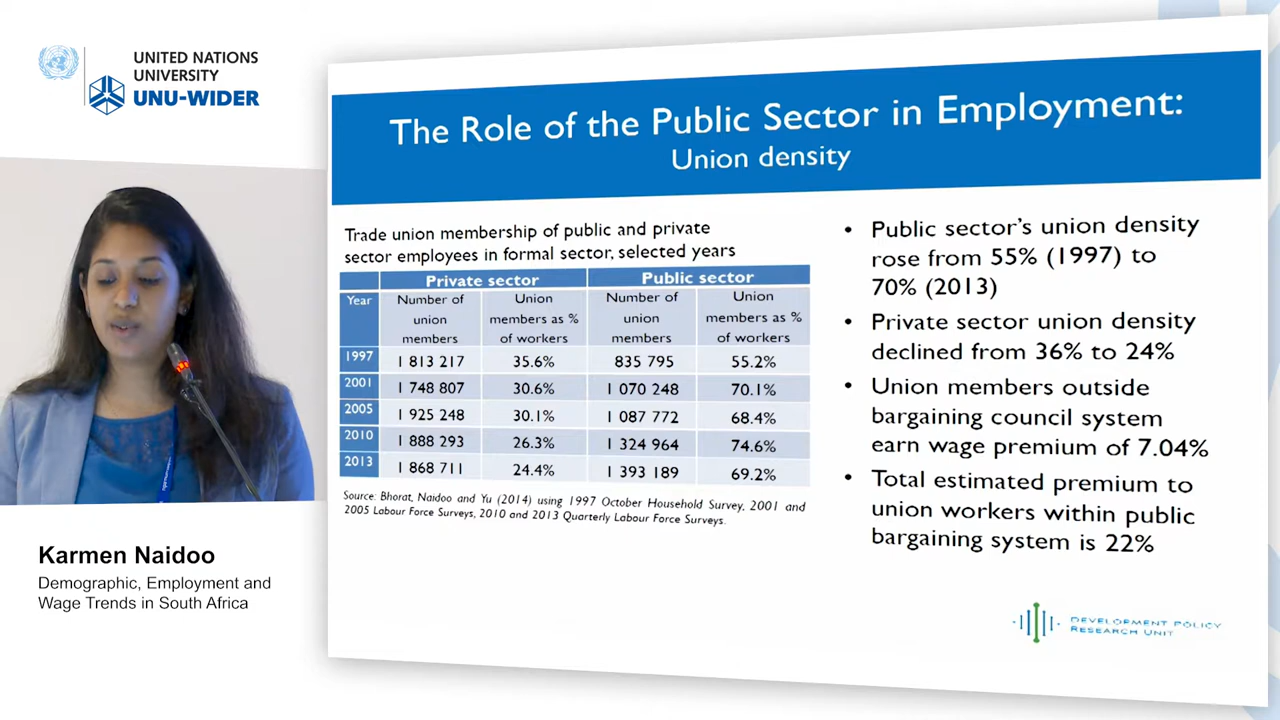 UNITED NATIONS
UNIVERSITY
UNU-WIDER
The Role of the Public Sector in Employment:
Union density
Trade union membership of public and private
sector employees in formal sector, selected years
Private sector Public sector
Year Number of union members Union members as % of workers Number of union members Union members as % of workers
1997 1 813 217 35.6% 835 795 55.2%
2001 1 748 807 30.6% 1 070 248 70.1%
2005 1 925 248 30.1% 1 087 772 68.4%
2010 1 888 293 26.3% 1 324 964 74.6%
2013 1 868 711 24.4% 1 393 189 69.2%
Source: Bhorat, Naidoo and Yu (2014) using 1997 October Household Survey, 2001 and
2005 Labour Force Surveys, 2010 and 2013 Quarterly Labour Force Surveys.
• Public sector's union density
rose from 55% (1997) to
70% (2013)
• Private sector union density
declined from 36% to 24%
• Union members outside
bargaining council system
earn wage premium of 7.04%
• Total estimated premium to
union workers within public
bargaining system is 22%
DEVELOPMENT POLICY
RESEARCH UNIT
Karmen Naidoo
Demographic, Employment and
Wage Trends in South Africa